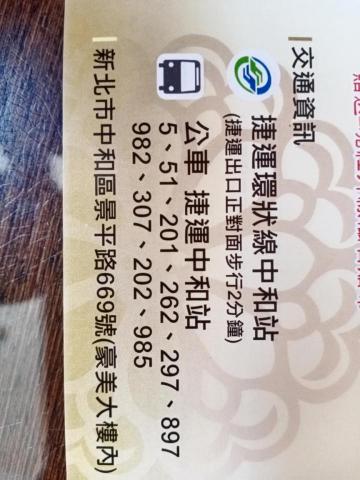 交通資訊
捷運環狀線中和站
(捷運出口正對面步行2分鐘)
公車 捷運中和站
5、51、201、262、297、897
982、307、202、985
新北市中和區景平路669號(豪美大樓內)